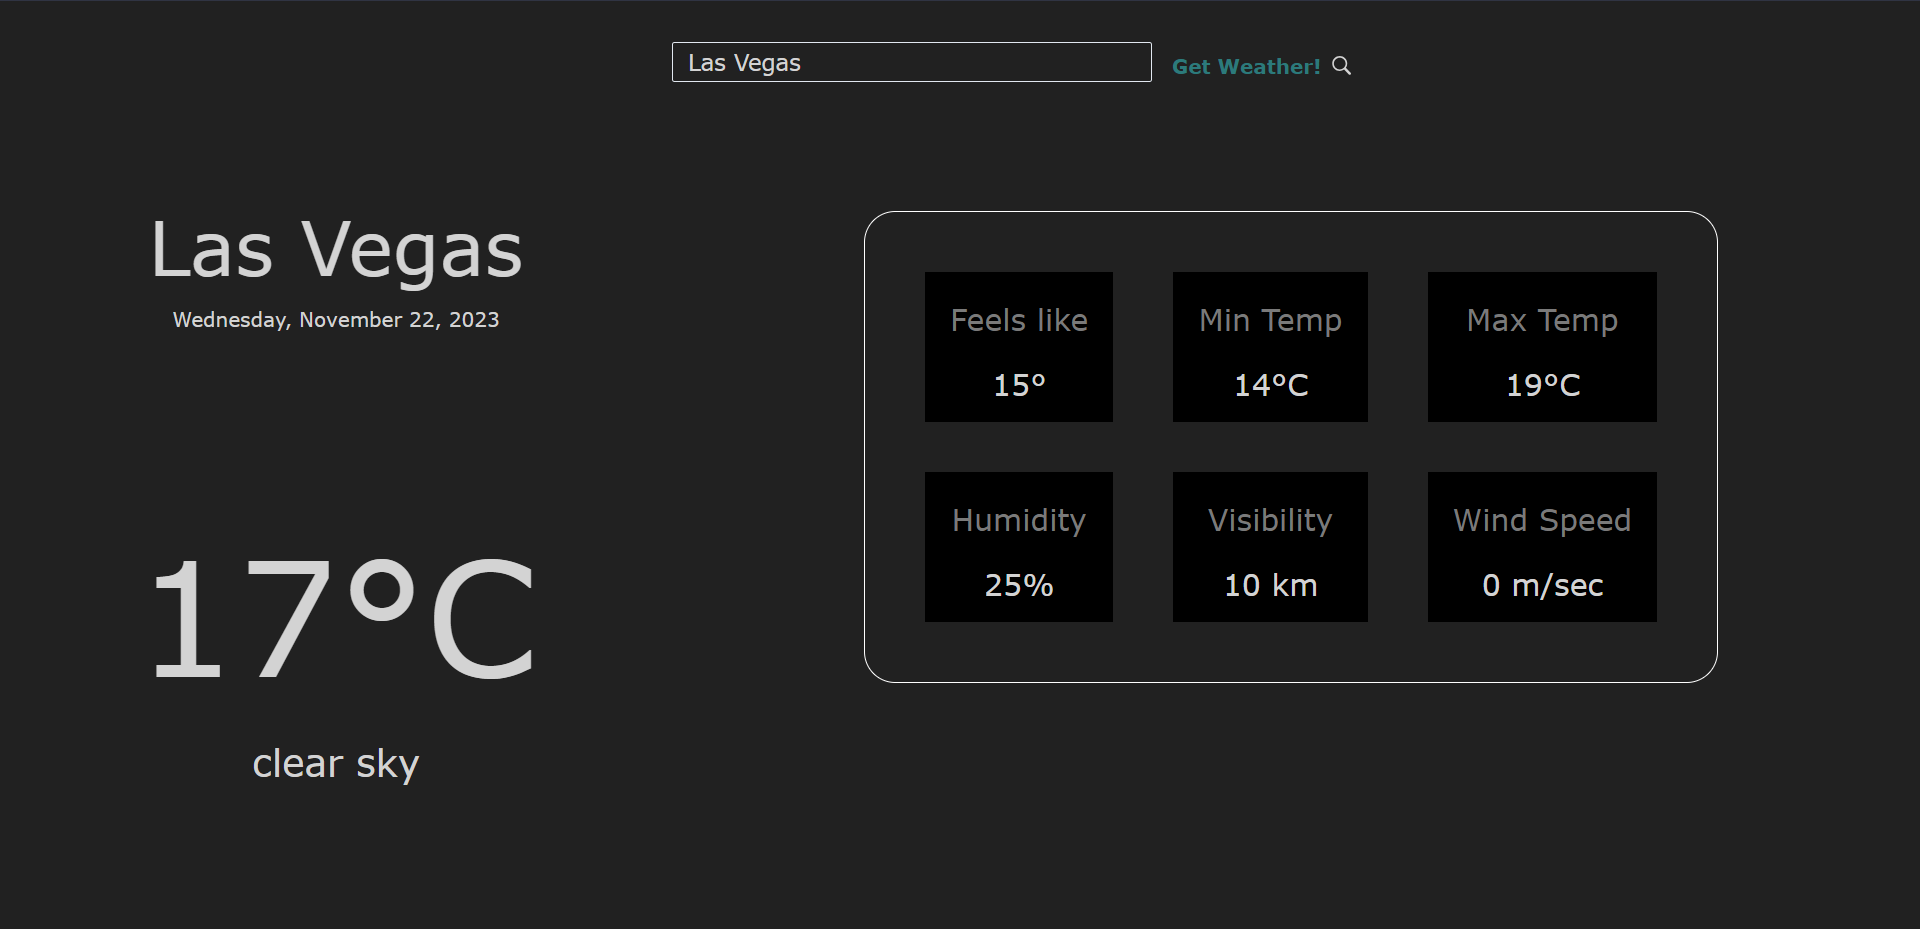 Las Vegas
Get Weather!
Las Vegas
Wednesday, November 22, 2023
17°C
clear sky
Feels like
15°
Min Temp
14°C
Max Temp
19°C
Humidity
25%
Visibility
10 km
Wind Speed
0 m/sec